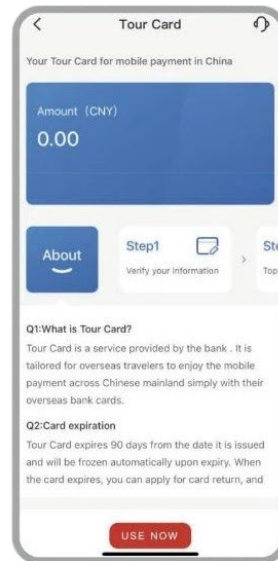 Tour Card
Your Tour Card for mobile payment in China
Amount (CNY)
0.00
About
Step1
Verify your information
Ste
Top
Q1:What is Tour Card?
Tour Card is a service provided by the bank . It is
tailored for overseas travelers to enjoy the mobile
payment across Chinese mainland simply with their
overseas bank cards.
Q2:Card expiration
Tour Card expires 90 days from the date it is issued
and will be frozen automatically upon expiry. When
the card expires, you can apply for card return, and
USE NOW